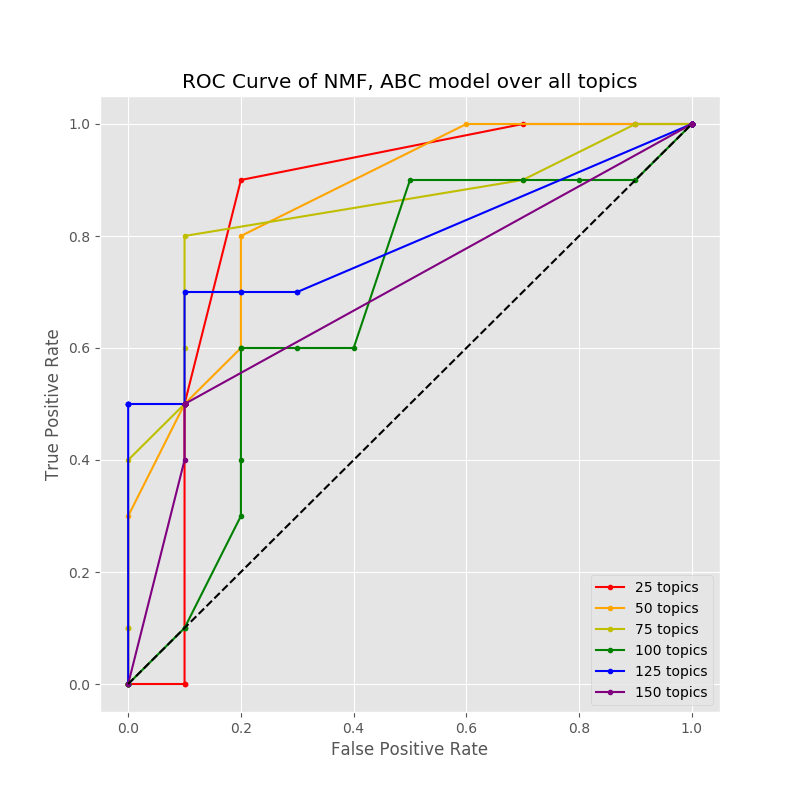 ROC Curve of NMF, ABC model over all topics
True Positive Rate
1.0
0.8
0.6
0.4
0.2
0.0
0.0 0.2 0.4 0.6 0.8 1.0
False Positive Rate
25 topics
50 topics
75 topics
100 topics
125 topics
150 topics